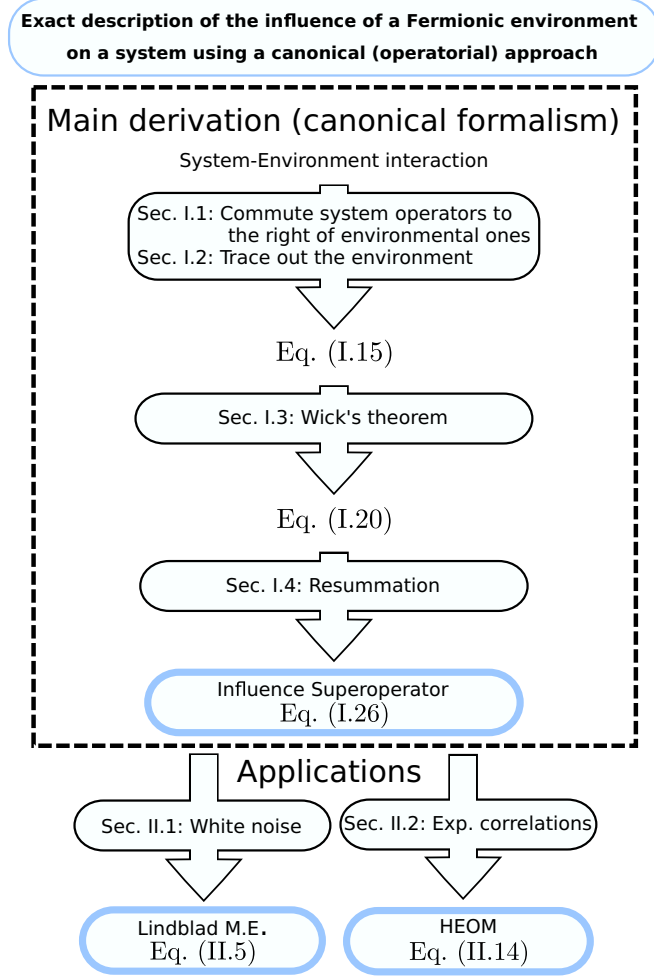 Exact description of the influence of a Fermionic environment
on a system using a canonical (operatorial) approach
Main derivation (canonical formalism)
System-Environment interaction
Sec. I.1: Commute system operators to
the right of environmental ones
Sec. I.2: Trace out the environment
Eq. (I.15)
Sec. I.3: Wick's theorem
Eq. (I.20)
Sec. I.4: Resummation
Influence Superoperator
Eq. (I.26)
Applications
Sec. II.1: White noise
Sec. II.2: Exp. correlations
Lindblad M.E.
Eq. (II.5)
HEOM
Eq. (II.14)